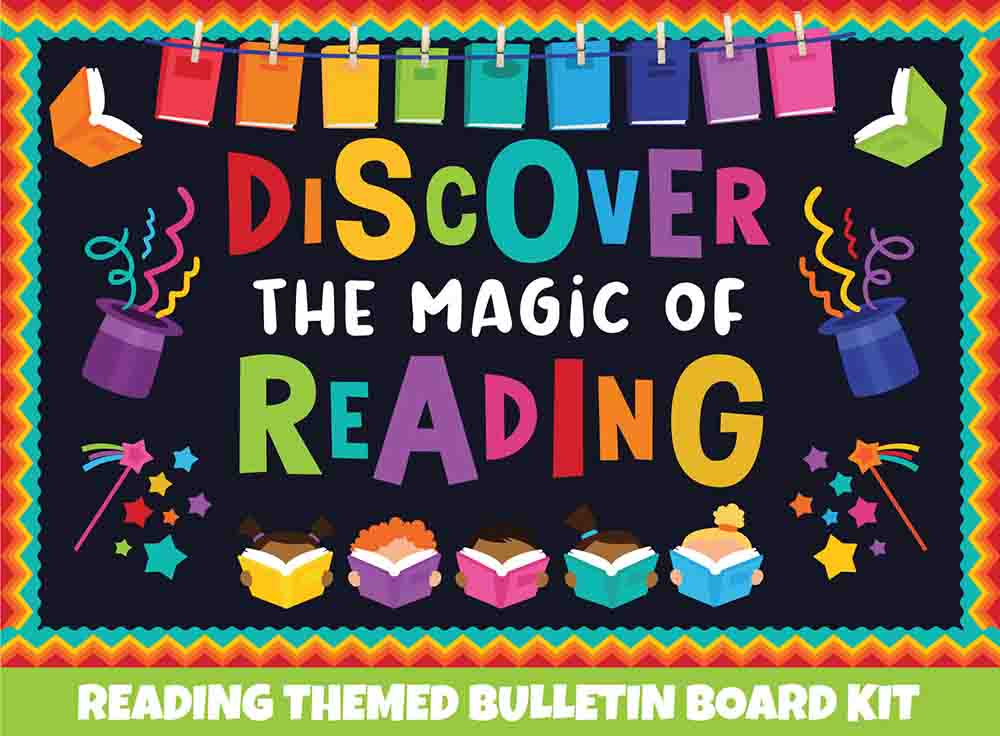 DiSCOVER
THE MAGiC OF
READING
READING THEMED BULLETIN BOARD KIT